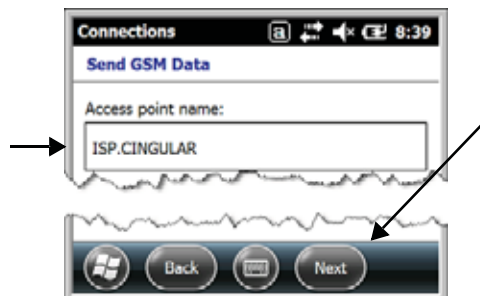 Connections a 8:39
Send GSM Data
Access point name:
ISP.CINGULAR
Back Next